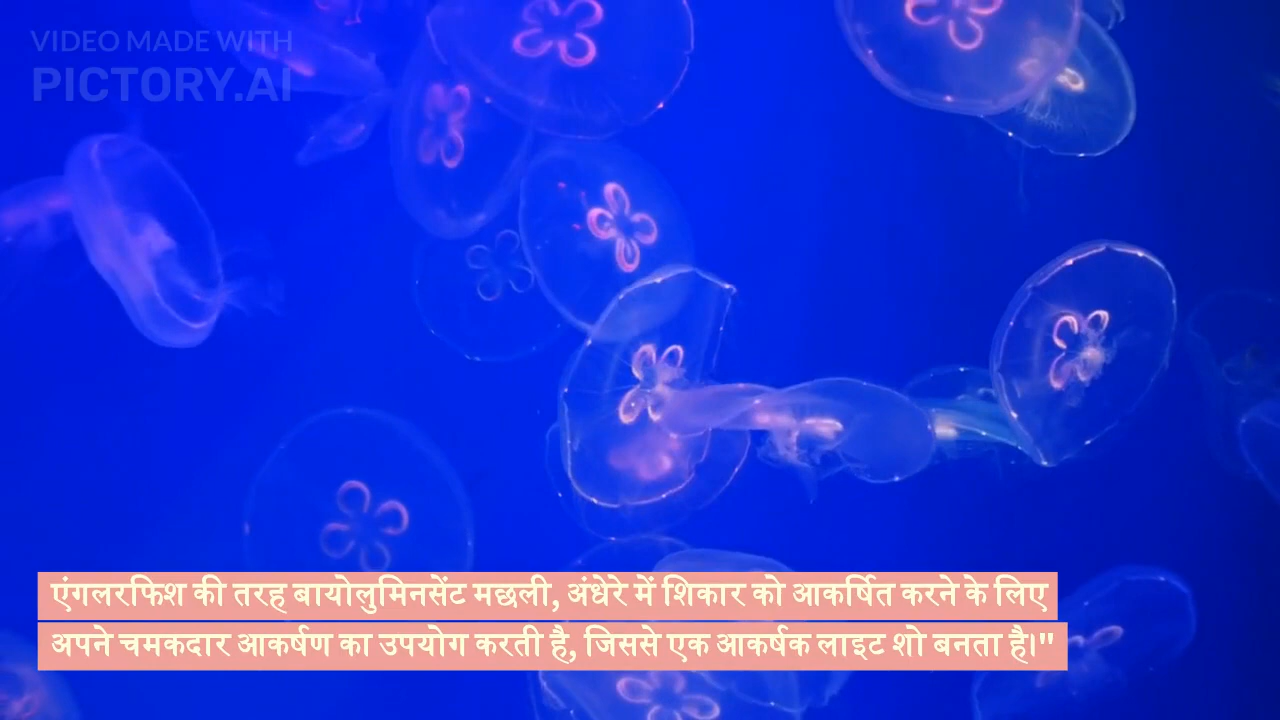 VIDEO MADE WITH
PICTORY.AI
एंगलरफिश की तरह बायोलुमिनसेंट मछली, अंधेरे में शिकार को आकर्षित करने के लिए
अपने चमकदार आकर्षण का उपयोग करती है, जिससे एक आकर्षक लाइट शो बनता है।"